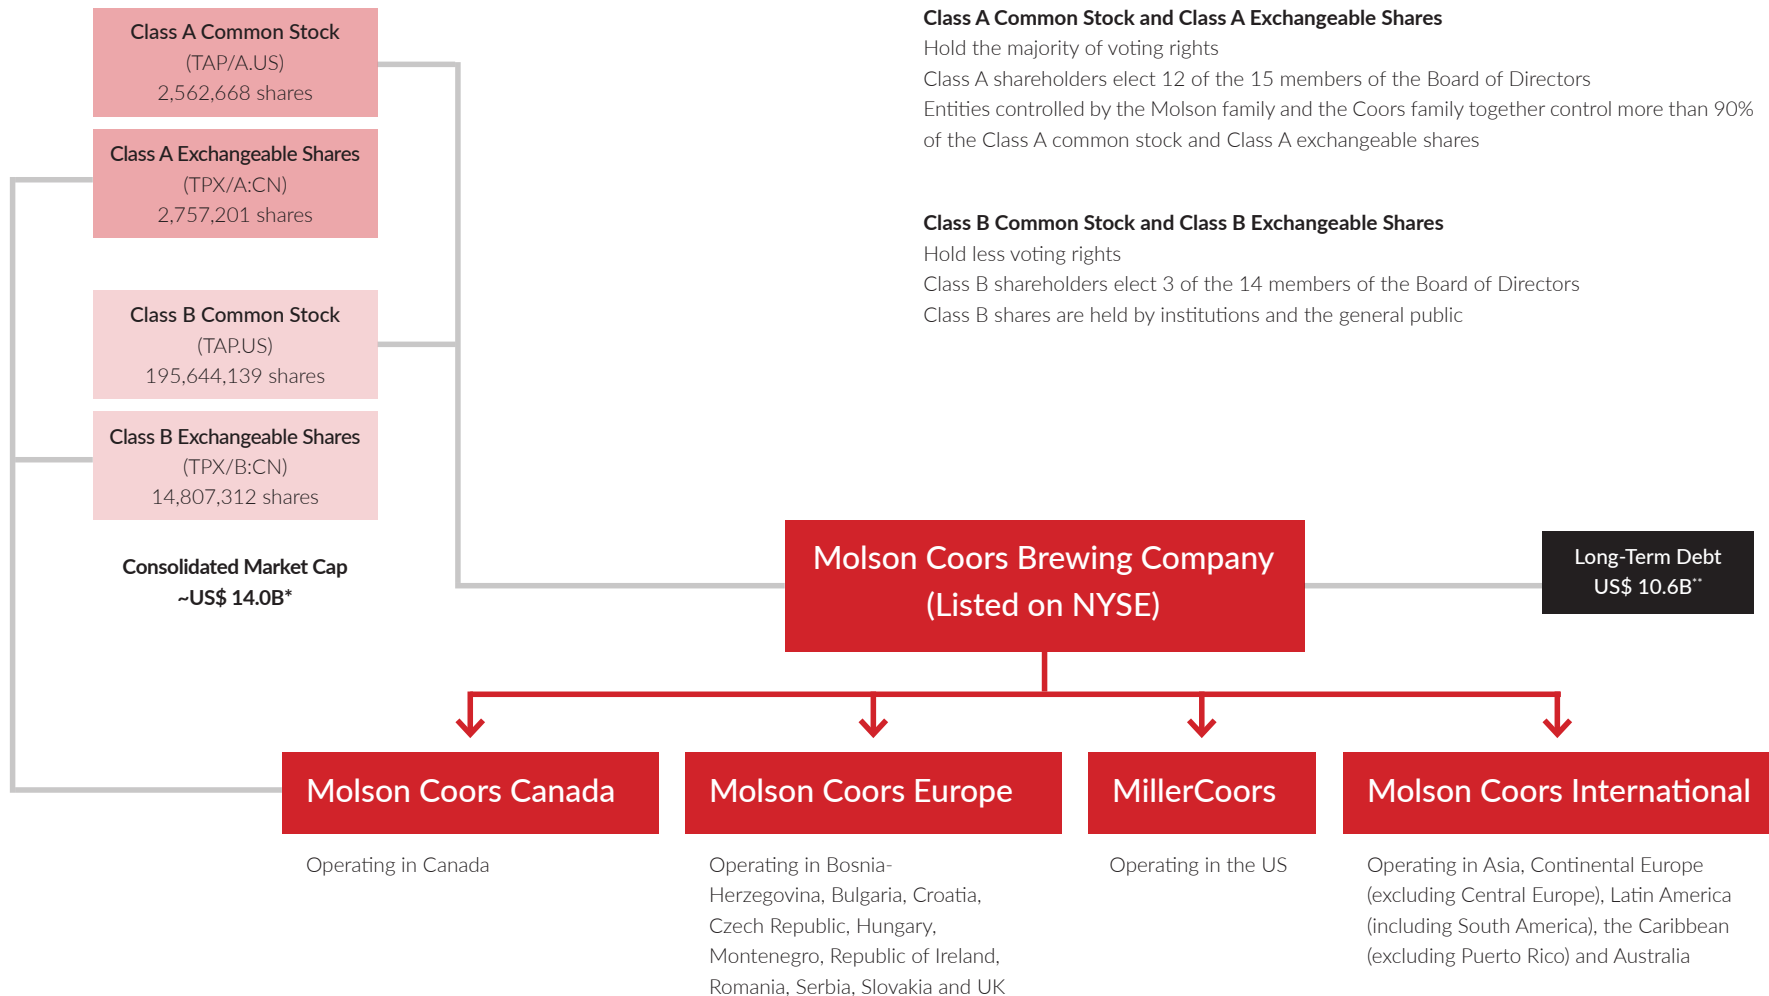 Class A Common Stock
(TAP/A.US)
2,562,668 shares
Class A Exchangeable Shares
(TPX/A:CN)
2,757,201 shares
Class B Common Stock
(TAP.US)
195,644,139 shares
Class B Exchangeable Shares
(TPX/B:CN)
14,807,312 shares
Consolidated Market Cap
~US$ 14.0B*
Class A Common Stock and Class A Exchangeable Shares
Hold the majority of voting rights
Class A shareholders elect 12 of the 15 members of the Board of Directors
Entities controlled by the Molson family and the Coors family together control more than 90%
of the Class A common stock and Class A exchangeable shares
Class B Common Stock and Class B Exchangeable Shares
Hold less voting rights
Class B shareholders elect 3 of the 14 members of the Board of Directors
Class B shares are held by institutions and the general public
Molson Coors Brewing Company
(Listed on NYSE)
Long-Term Debt
US$ 10.6B**
Molson Coors Canada
Operating in Canada
Molson Coors Europe
Operating in Bosnia-
Herzegovina, Bulgaria, Croatia,
Czech Republic, Hungary,
Montenegro, Republic of Ireland,
Romania, Serbia, Slovakia and UK
MillerCoors
Operating in the US
Molson Coors International
Operating in Asia, Continental Europe
(excluding Central Europe), Latin America
(including South America), the Caribbean
(excluding Puerto Rico) and Australia